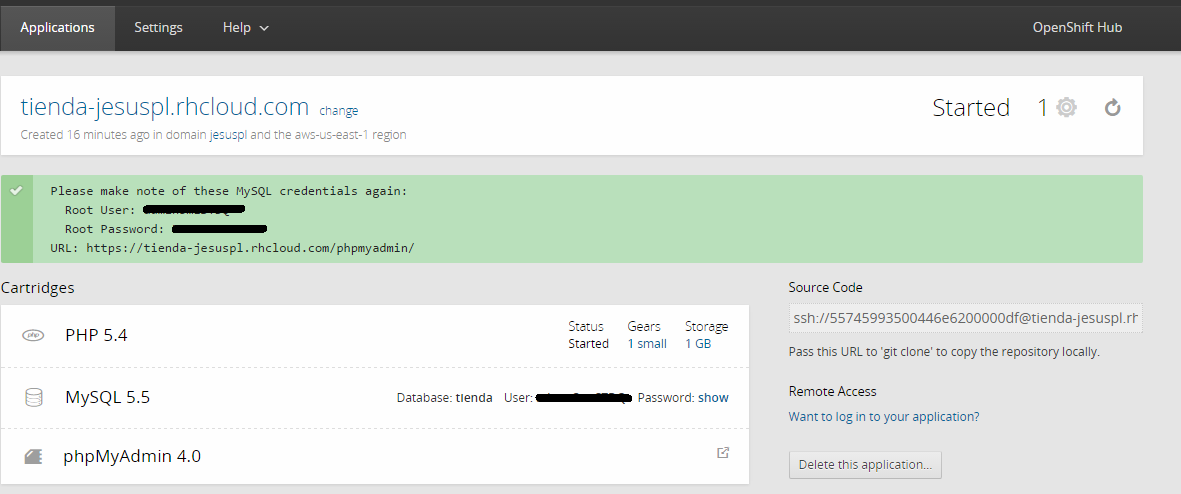 Applications Settings Help OpenShift Hub
tienda-jesuspl.rhcloud.com change
Started 1
Created 16 minutes ago in domain jesuspl and the aws-us-east-1 region
Please make note of these MySQL credentials again:
Root User:
Root Password:
URL: https://tienda-jesuspl.rhcloud.com/phpmyadmin/
Cartridges
php
PHP 5.4
Status Gears Storage
Started 1 small 1 GB
MySQL 5.5
Database: tienda User: Password: show
phpMyAdmin 4.0
Source Code
ssh://55745993500446e6200000df@tienda-jesuspl.rh
Pass this URL to 'git clone' to copy the repository locally.
Remote Access
Want to log in to your application?
Delete this application...